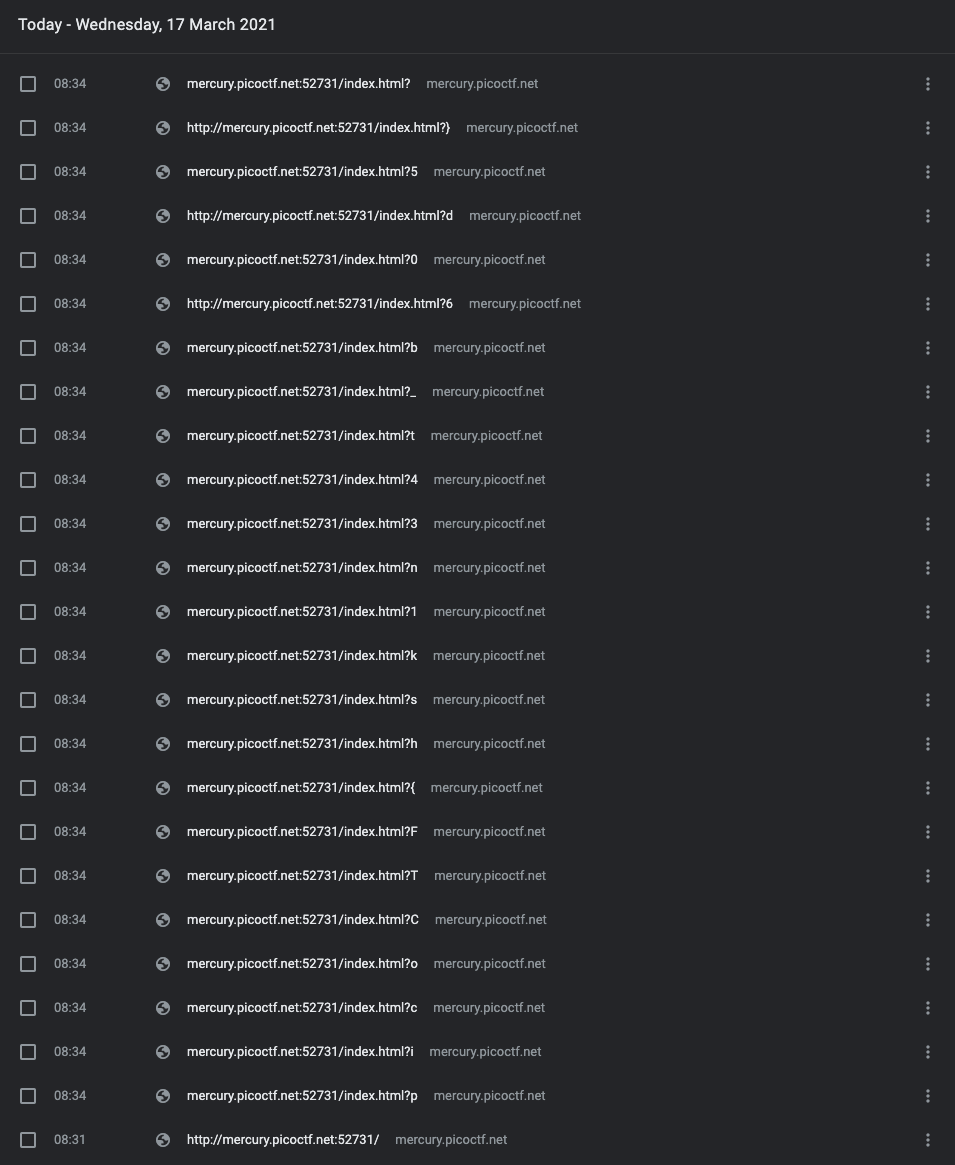 Today - Wednesday, 17 March 2021
08:34 mercury.picoctf.net:52731/index.html? mercury.picoctf.net
08:34 http://mercury.picoctf.net:52731/index.html?} mercury.picoctf.net
08:34 mercury.picoctf.net:52731/index.html?5 mercury.picoctf.net
08:34 http://mercury.picoctf.net:52731/index.html?d mercury.picoctf.net
08:34 mercury.picoctf.net:52731/index.html?0 mercury.picoctf.net
08:34 http://mercury.picoctf.net:52731/index.html?6 mercury.picoctf.net
08:34 mercury.picoctf.net:52731/index.html?b mercury.picoctf.net
08:34 mercury.picoctf.net:52731/index.html?_ mercury.picoctf.net
08:34 mercury.picoctf.net:52731/index.html?t mercury.picoctf.net
08:34 mercury.picoctf.net:52731/index.html?4 mercury.picoctf.net
08:34 mercury.picoctf.net:52731/index.html?3 mercury.picoctf.net
08:34 mercury.picoctf.net:52731/index.html?n mercury.picoctf.net
08:34 mercury.picoctf.net:52731/index.html?1 mercury.picoctf.net
08:34 mercury.picoctf.net:52731/index.html?k mercury.picoctf.net
08:34 mercury.picoctf.net:52731/index.html?s mercury.picoctf.net
08:34 mercury.picoctf.net:52731/index.html?h mercury.picoctf.net
08:34 mercury.picoctf.net:52731/index.html?{ mercury.picoctf.net
08:34 mercury.picoctf.net:52731/index.html?F mercury.picoctf.net
08:34 mercury.picoctf.net:52731/index.html?T mercury.picoctf.net
08:34 mercury.picoctf.net:52731/index.html?C mercury.picoctf.net
08:34 mercury.picoctf.net:52731/index.html?o mercury.picoctf.net
08:34 mercury.picoctf.net:52731/index.html?c mercury.picoctf.net
08:34 mercury.picoctf.net:52731/index.html?i mercury.picoctf.net
08:34 mercury.picoctf.net:52731/index.html?p mercury.picoctf.net
08:31 http://mercury.picoctf.net:52731/ mercury.picoctf.net